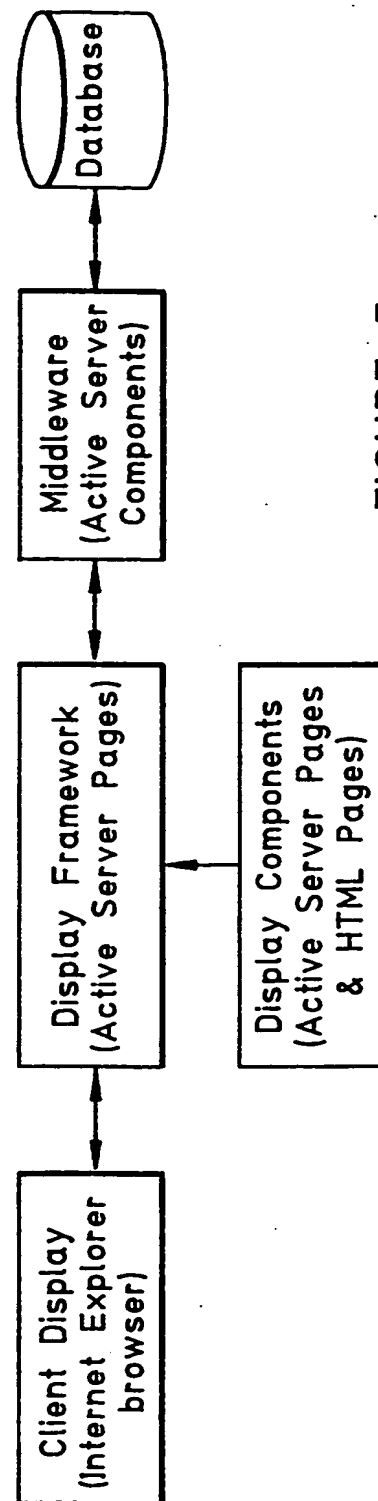 Client Display
(Internet Explorer
browser)
Display Framework
(Active Server Pages)
Middleware
(Active Server
Components)
Database
Display Components
(Active Server Pages
& HTML Pages)